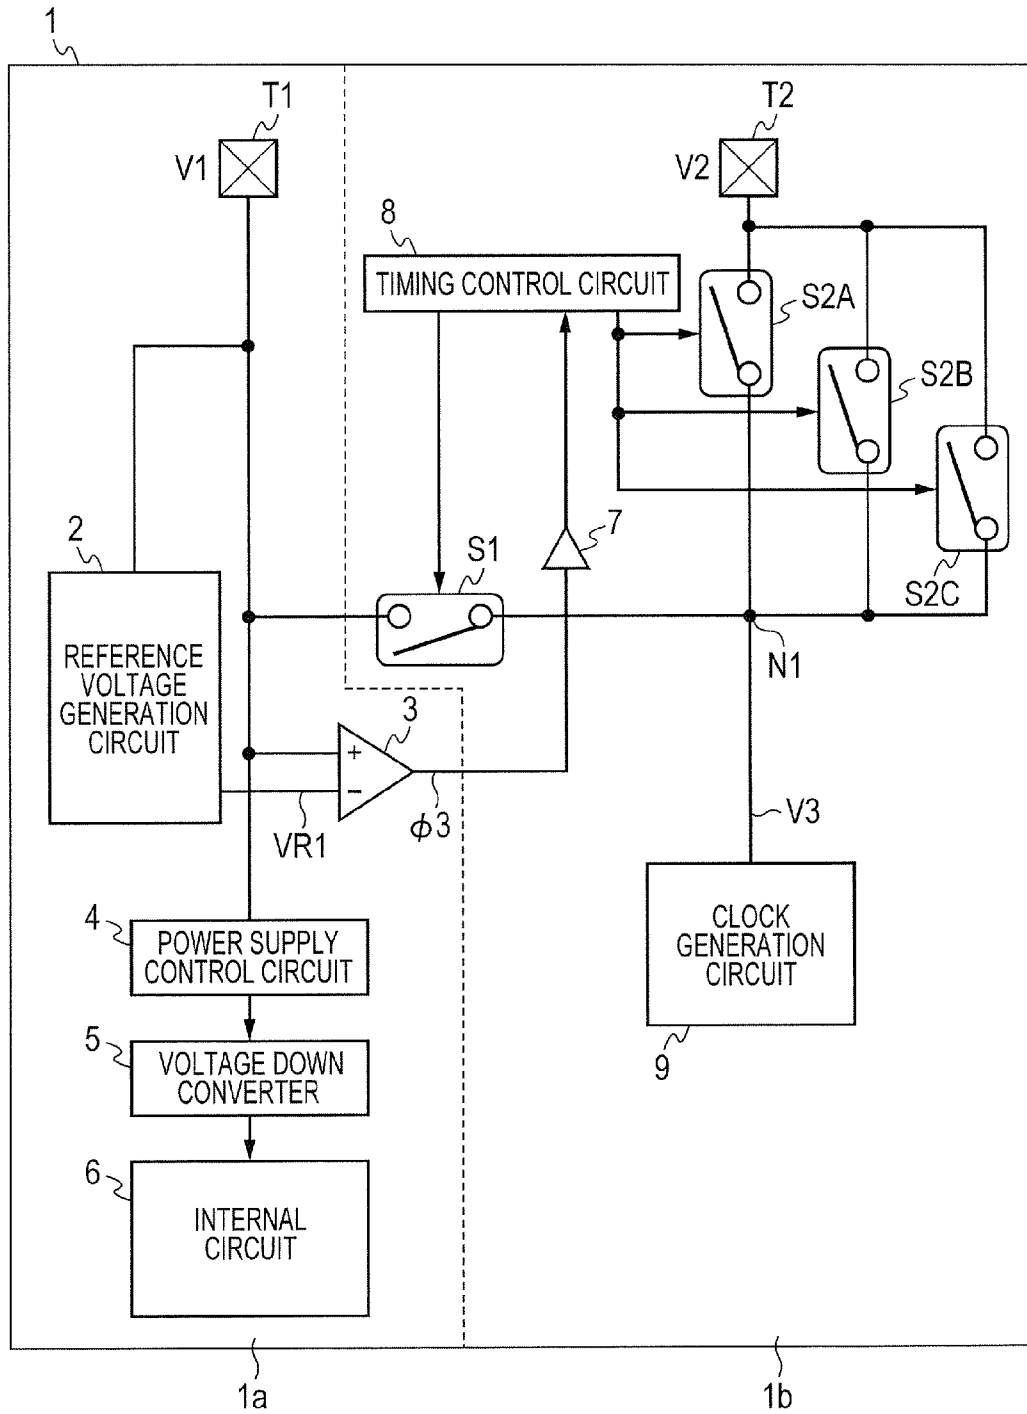 1
T1
T2
V1
V2
8
TIMING CONTROL CIRCUIT
S2A
S2B
2
7
S1
S2C
REFERENCE
VOLTAGE
GENERATION
CIRCUIT
N1
3
+
−
VR1
ϕ3
V3
4
POWER SUPPLY
CONTROL CIRCUIT
CLOCK
GENERATION
CIRCUIT
5
VOLTAGE DOWN
CONVERTER
9
6
INTERNAL
CIRCUIT
1a
1b